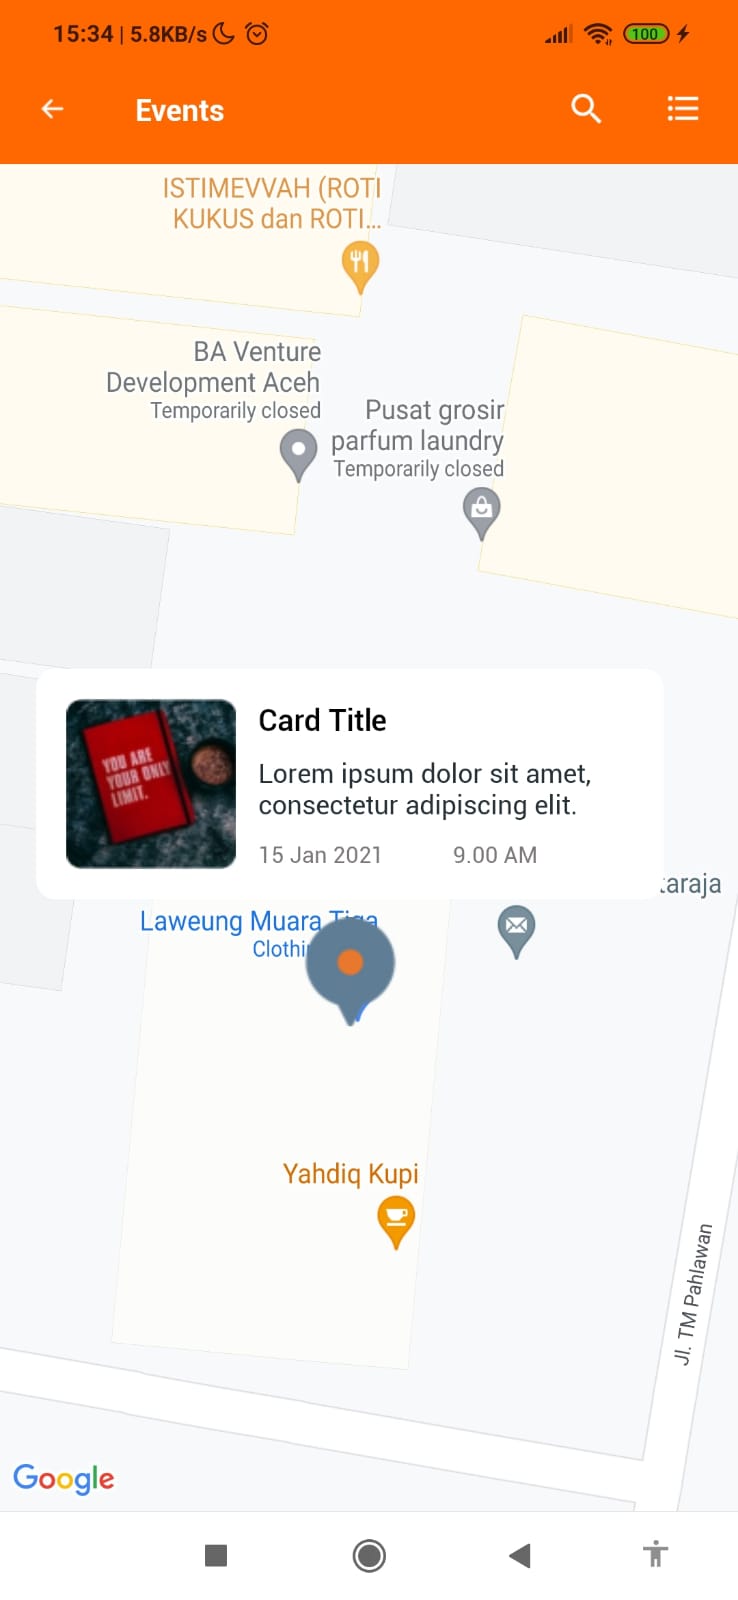 15:34 | 5.8KB/s
100
Events
ISTIMEVVAH (ROTI
KUKUS dan ROTI...
BA Venture
Development Aceh
Temporarily closed
Pusat grosir
parfum laundry
Temporarily closed
Card Title
Lorem ipsum dolor sit amet,
consectetur adipiscing elit.
15 Jan 2021 9.00 AM
YOU ARE
YOUR ONLY
LIMIT.
taraja
Laweung Muara Tiga
Clothi
Yahdiq Kupi
Jl. TM Pahlawan
Google